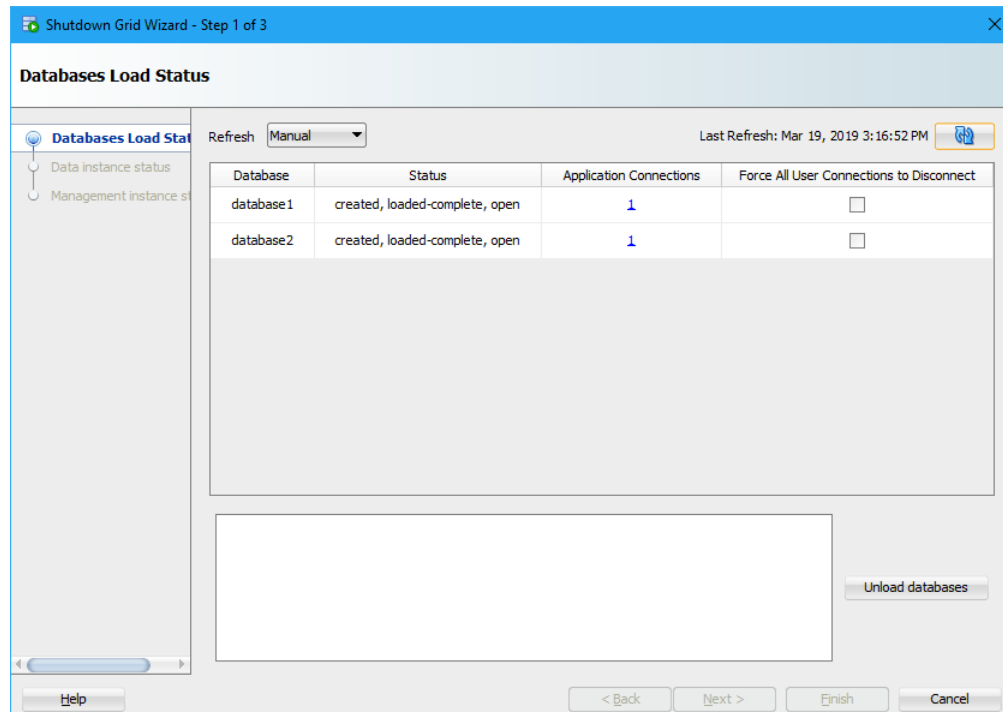 Shutdown Grid Wizard - Step 1 of 3
Databases Load Status
Databases Load Stat
Data instance status
Management instance st
Refresh Manual Last Refresh: Mar 19, 2019 3:16:52 PM
Database Status Application Connections Force All User Connections to Disconnect
database1 created, loaded-complete, open 1
database2 created, loaded-complete, open 1
Unload databases
Help < Back Next > Finish Cancel